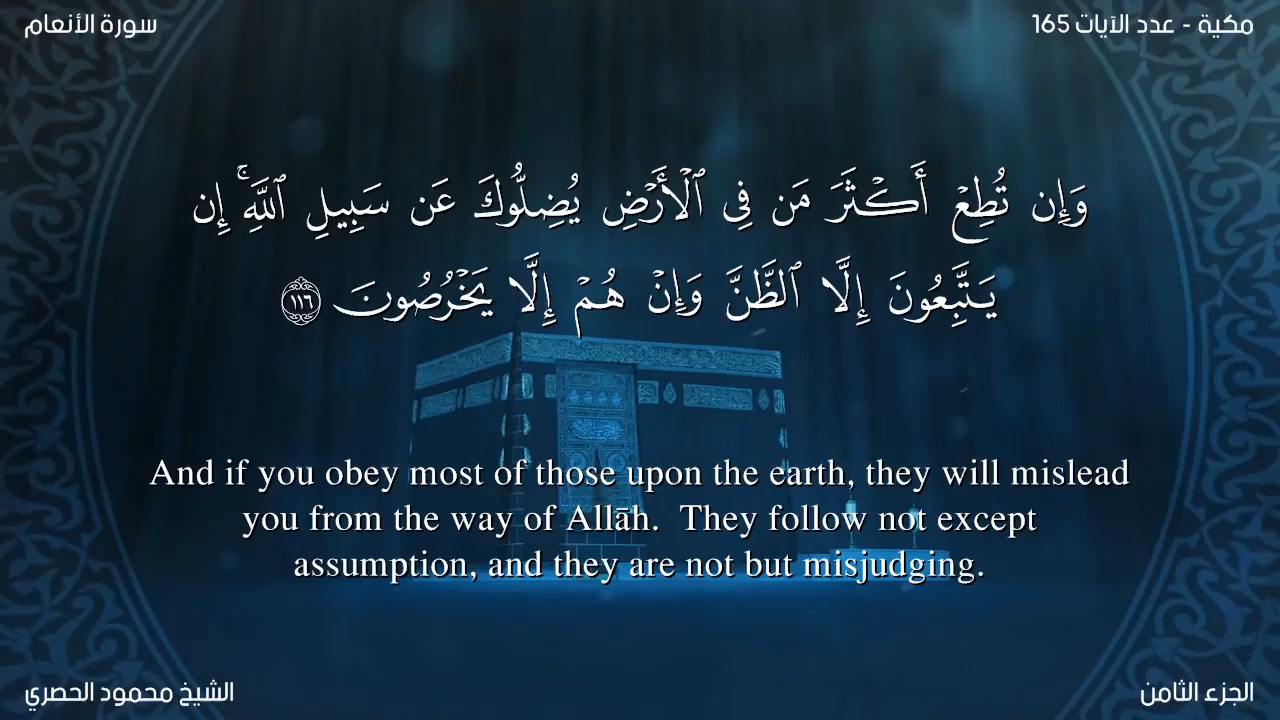 مكية - عدد الآيات 165
سورة الأنعام
وَإِن تُطِعْ أَكْثَرَ مَن فِى ٱلْأَرْضِ يُضِلُّوكَ عَن سَبِيلِ ٱللَّهِ ۚ إِن
يَتَّبِعُونَ إِلَّا ٱلظَّنَّ وَإِنْ هُمْ إِلَّا يَخْرُصُونَ ١١٦
And if you obey most of those upon the earth, they will mislead
you from the way of Allāh. They follow not except
assumption, and they are not but misjudging.
الجزء الثامن
الشيخ محمود الحصري